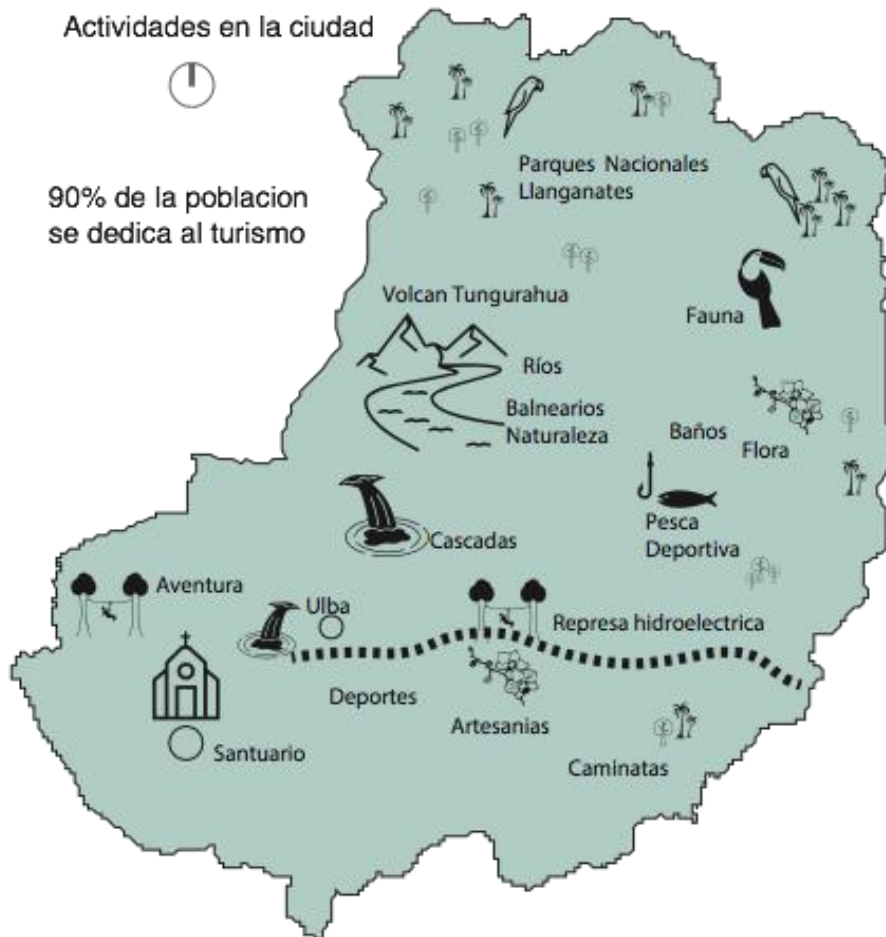 Actividades en la ciudad
90% de la poblacion
se dedica al turismo
Parques Nacionales
Llanganates
Volcan Tungurahua
Fauna
Ríos
Balnearios
Naturaleza
Baños
Flora
Pesca
Deportiva
Cascadas
Aventura
Ulba
Represa hidroelectrica
Deportes
Artesanias
Santuario
Caminatas